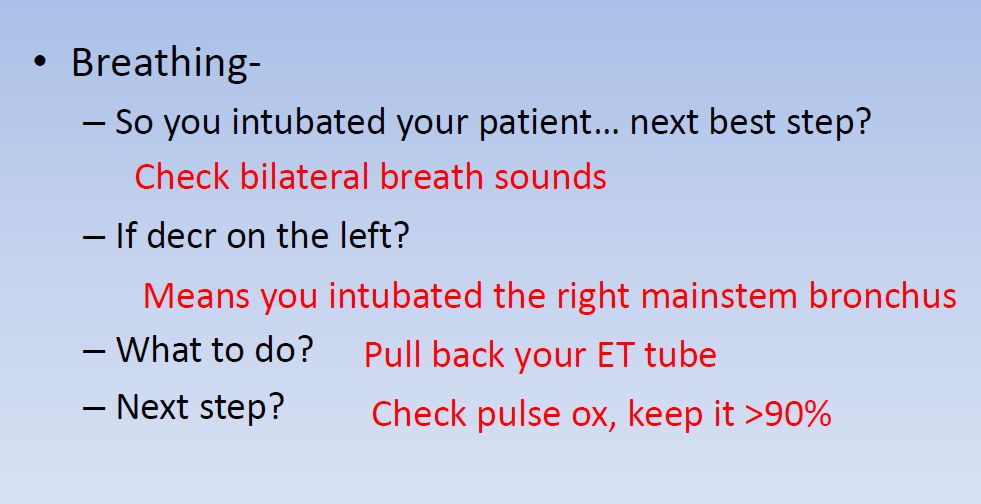 • Breathing-
– So you intubated your patient... next best step?
Check bilateral breath sounds
– If decr on the left?
Means you intubated the right mainstem bronchus
– What to do? Pull back your ET tube
– Next step? Check pulse ox, keep it >90%